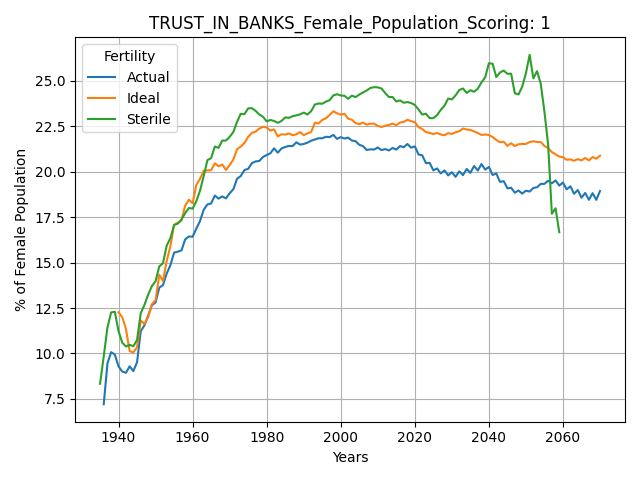 TRUST_IN_BANKS_Female_Population_Scoring: 1
Fertility
Actual
Ideal
Sterile
% of Female Population
25.0
22.5
20.0
17.5
15.0
12.5
10.0
7.5
1940 1960 1980 2000 2020 2040 2060
Years